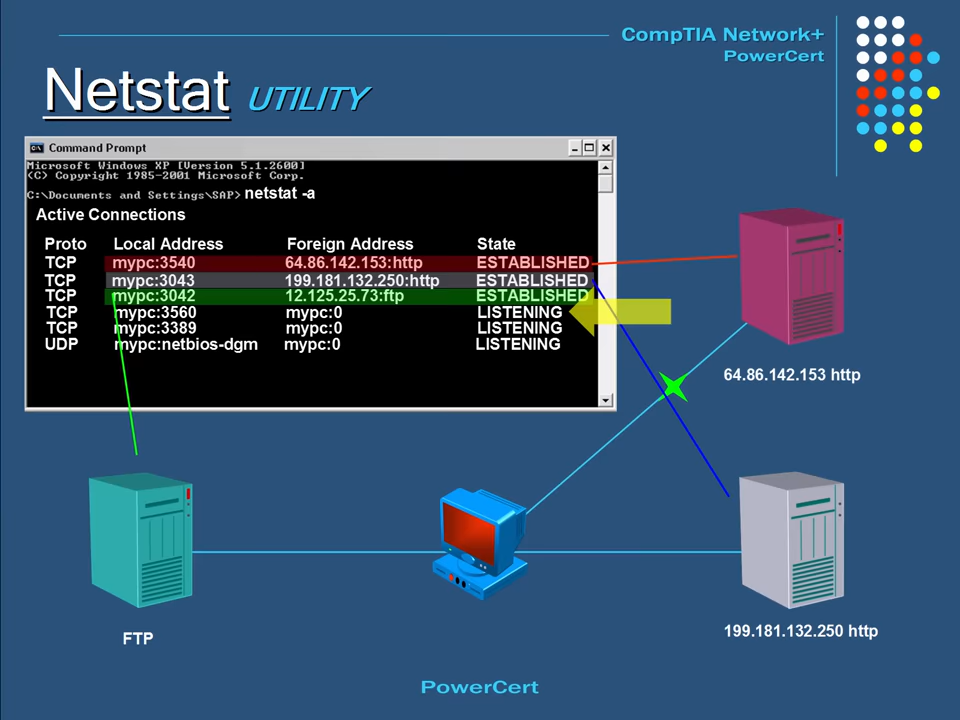 CompTIA Network+
PowerCert
Netstat UTILITY
Command Prompt
Microsoft Windows XP [Version 5.1.2600]
(C) Copyright 1985-2001 Microsoft Corp.
C:\Documents and Settings\SAP> netstat -a
Active Connections
Proto Local Address Foreign Address State
TCP mypc:3540 64.86.142.153:http ESTABLISHED
TCP mypc:3043 199.181.132.250:http ESTABLISHED
TCP mypc:3042 12.125.25.73:ftp ESTABLISHED
TCP mypc:3560 mypc:0 LISTENING
TCP mypc:3389 mypc:0 LISTENING
UDP mypc:netbios-dgm mypc:0 LISTENING
64.86.142.153 http
FTP
199.181.132.250 http
PowerCert